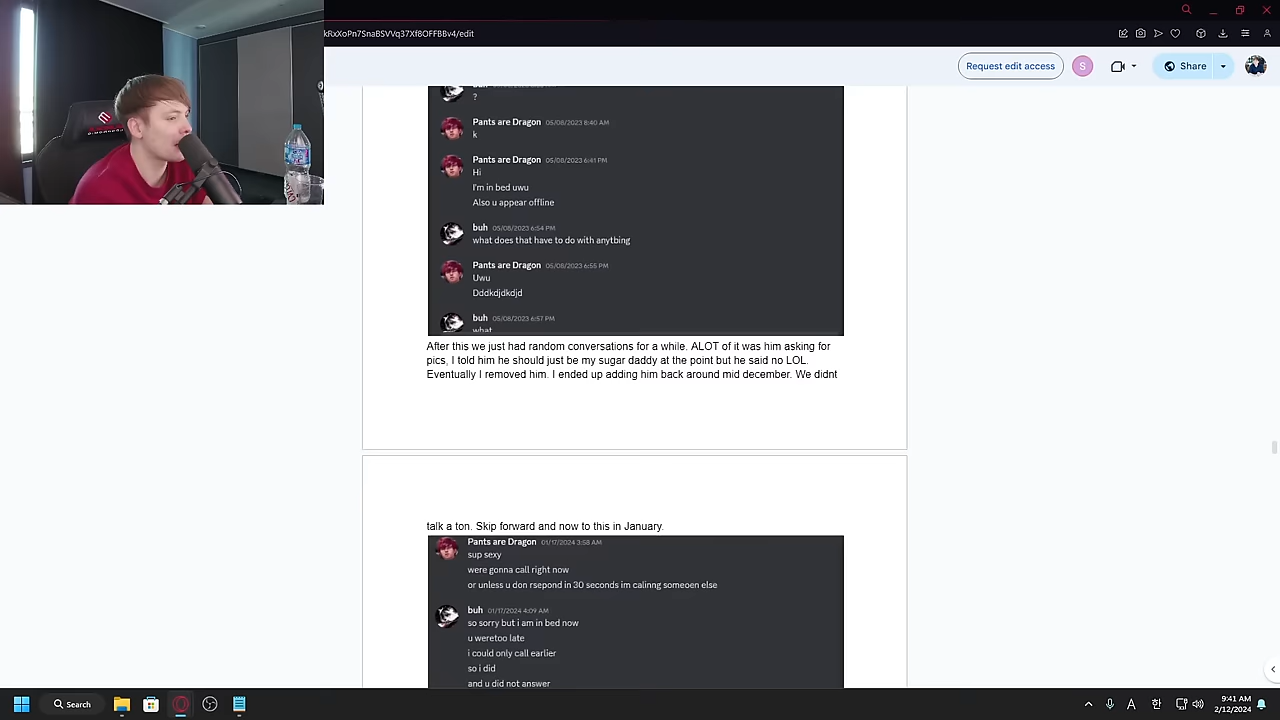 kRxXoPn7SnaBSVVq37Xf8OFFBBv4/edit
Request edit access
S
Share
?
Pants are Dragon 05/08/2023 8:40 AM
k
Pants are Dragon 05/08/2023 6:41 PM
Hi
I'm in bed uwu
Also u appear offline
buh 05/08/2023 6:54 PM
what does that have to do with anytbing
Pants are Dragon 05/08/2023 6:55 PM
Uwu
Dddkdjdkdjd
buh 05/08/2023 6:57 PM
what
After this we just had random conversations for a while. ALOT of it was him asking for
pics, I told him he should just be my sugar daddy at the point but he said no LOL.
Eventually I removed him. I ended up adding him back around mid december. We didnt
talk a ton. Skip forward and now to this in January.
Pants are Dragon 01/17/2024 3:58 AM
sup sexy
were gonna call right now
or unless u don rsepond in 30 seconds im calinng someoen else
buh 01/17/2024 4:09 AM
so sorry but i am in bed now
u weretoo late
i could only call earlier
so i did
and u did not answer
Search
A
9:41 AM
2/12/2024